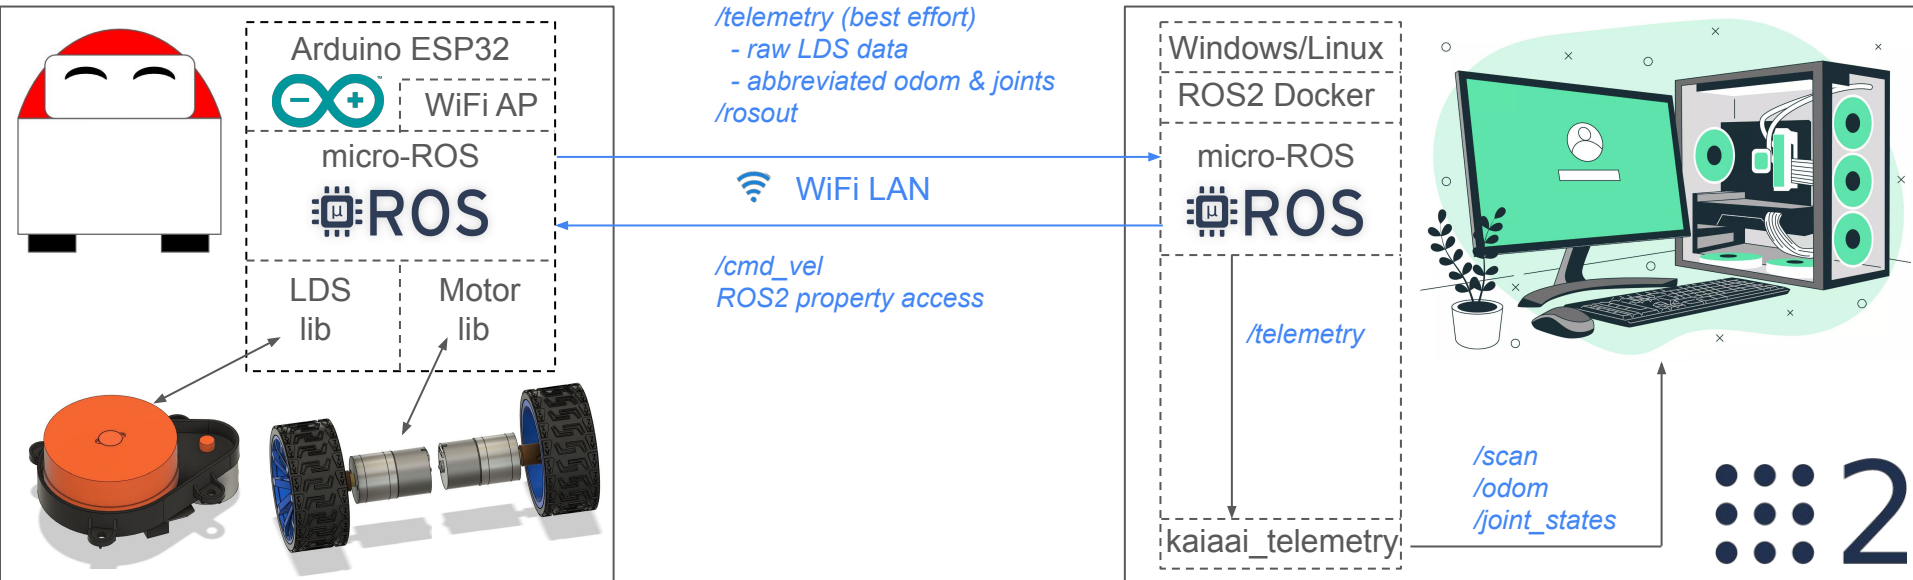 Arduino ESP32
WiFi AP
micro-ROS
μ ROS
LDS
lib
Motor
lib
/telemetry (best effort)
- raw LDS data
- abbreviated odom & joints
/rosout
WiFi LAN
/cmd_vel
ROS2 property access
Windows/Linux
ROS2 Docker
micro-ROS
μ ROS
/telemetry
kaiaai_telemetry
/scan
/odom
/joint_states
2